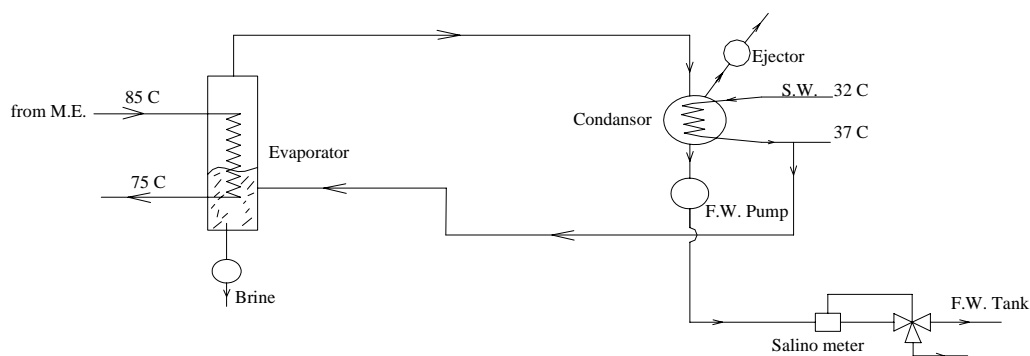 Ejector
from M.E.
85 C
S.W.
32 C
Condansor
37 C
Evaporator
75 C
F.W. Pump
Brine
F.W. Tank
Salino meter